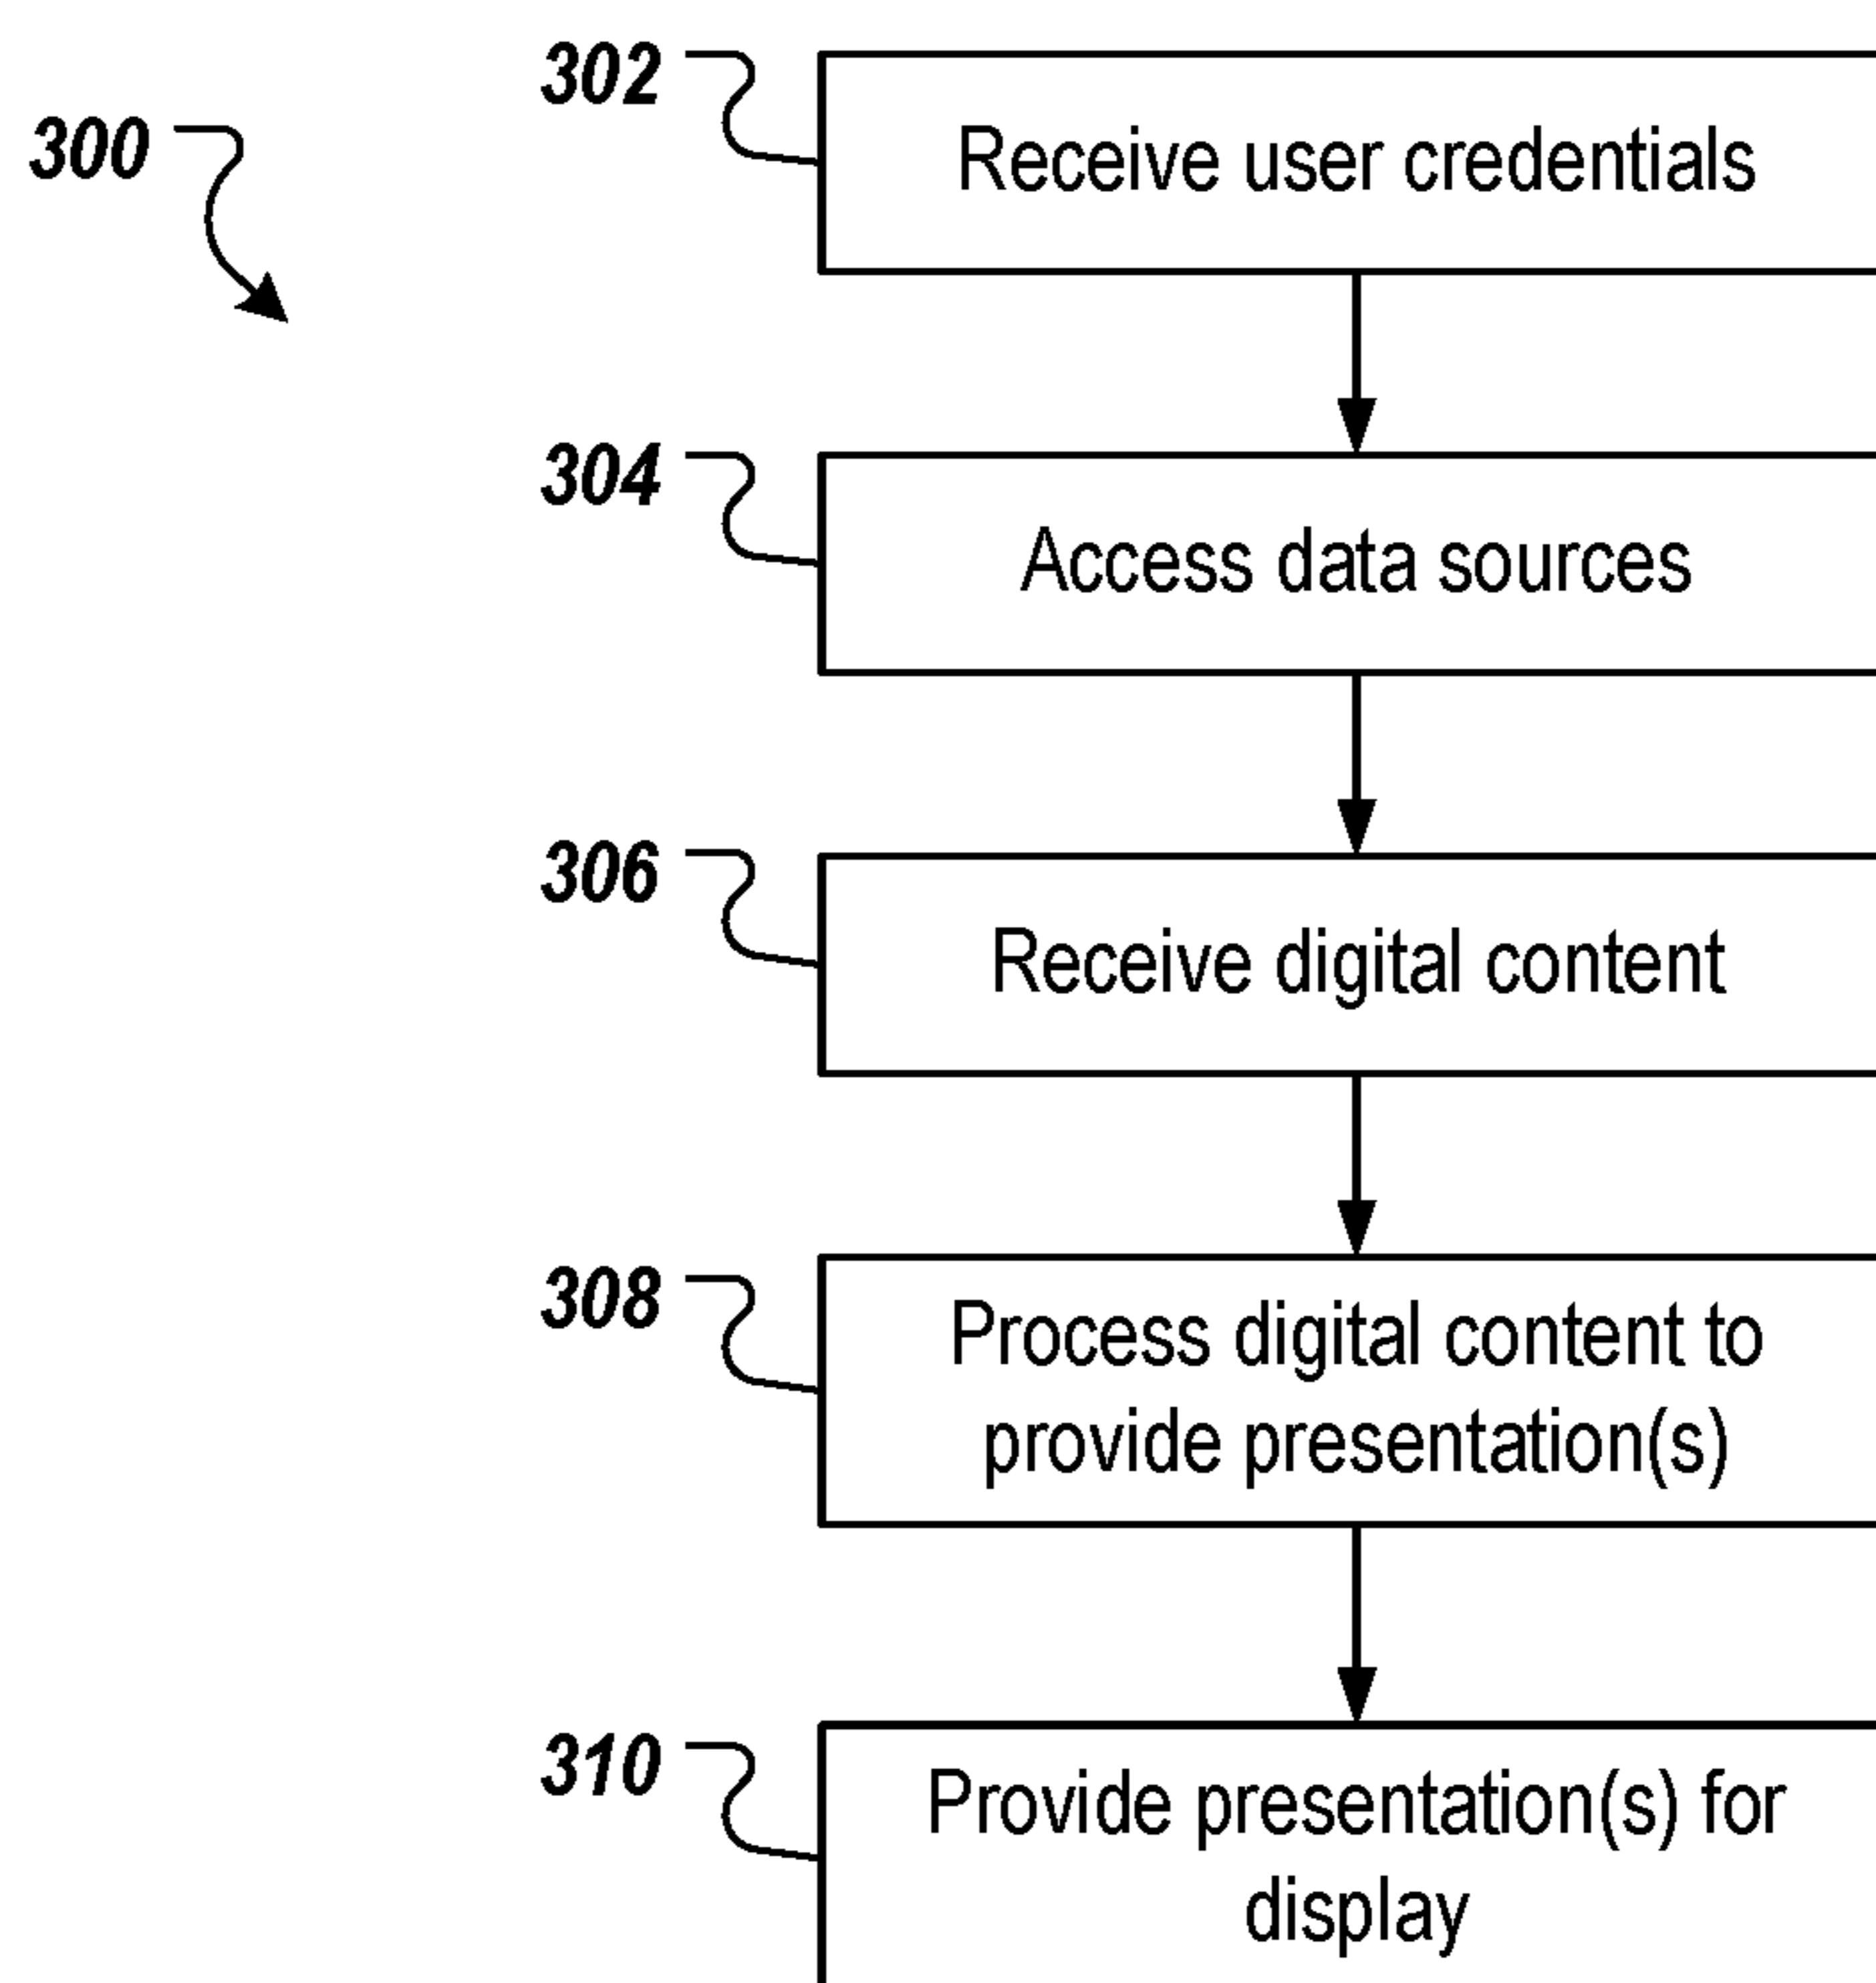 302
Receive user credentials
300
304
Access data sources
306
Receive digital content
308
Process digital content to
provide presentation(s)
310
Provide presentation(s) for
display